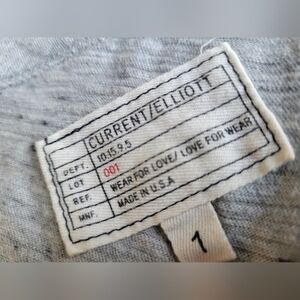 CURRENT/ELLIOTT
DEPT. 10.15.9.5
LOT 001
REF. WEAR FOR LOVE/ LOVE FOR WEAR
MNF. MADE IN U.S.A
1